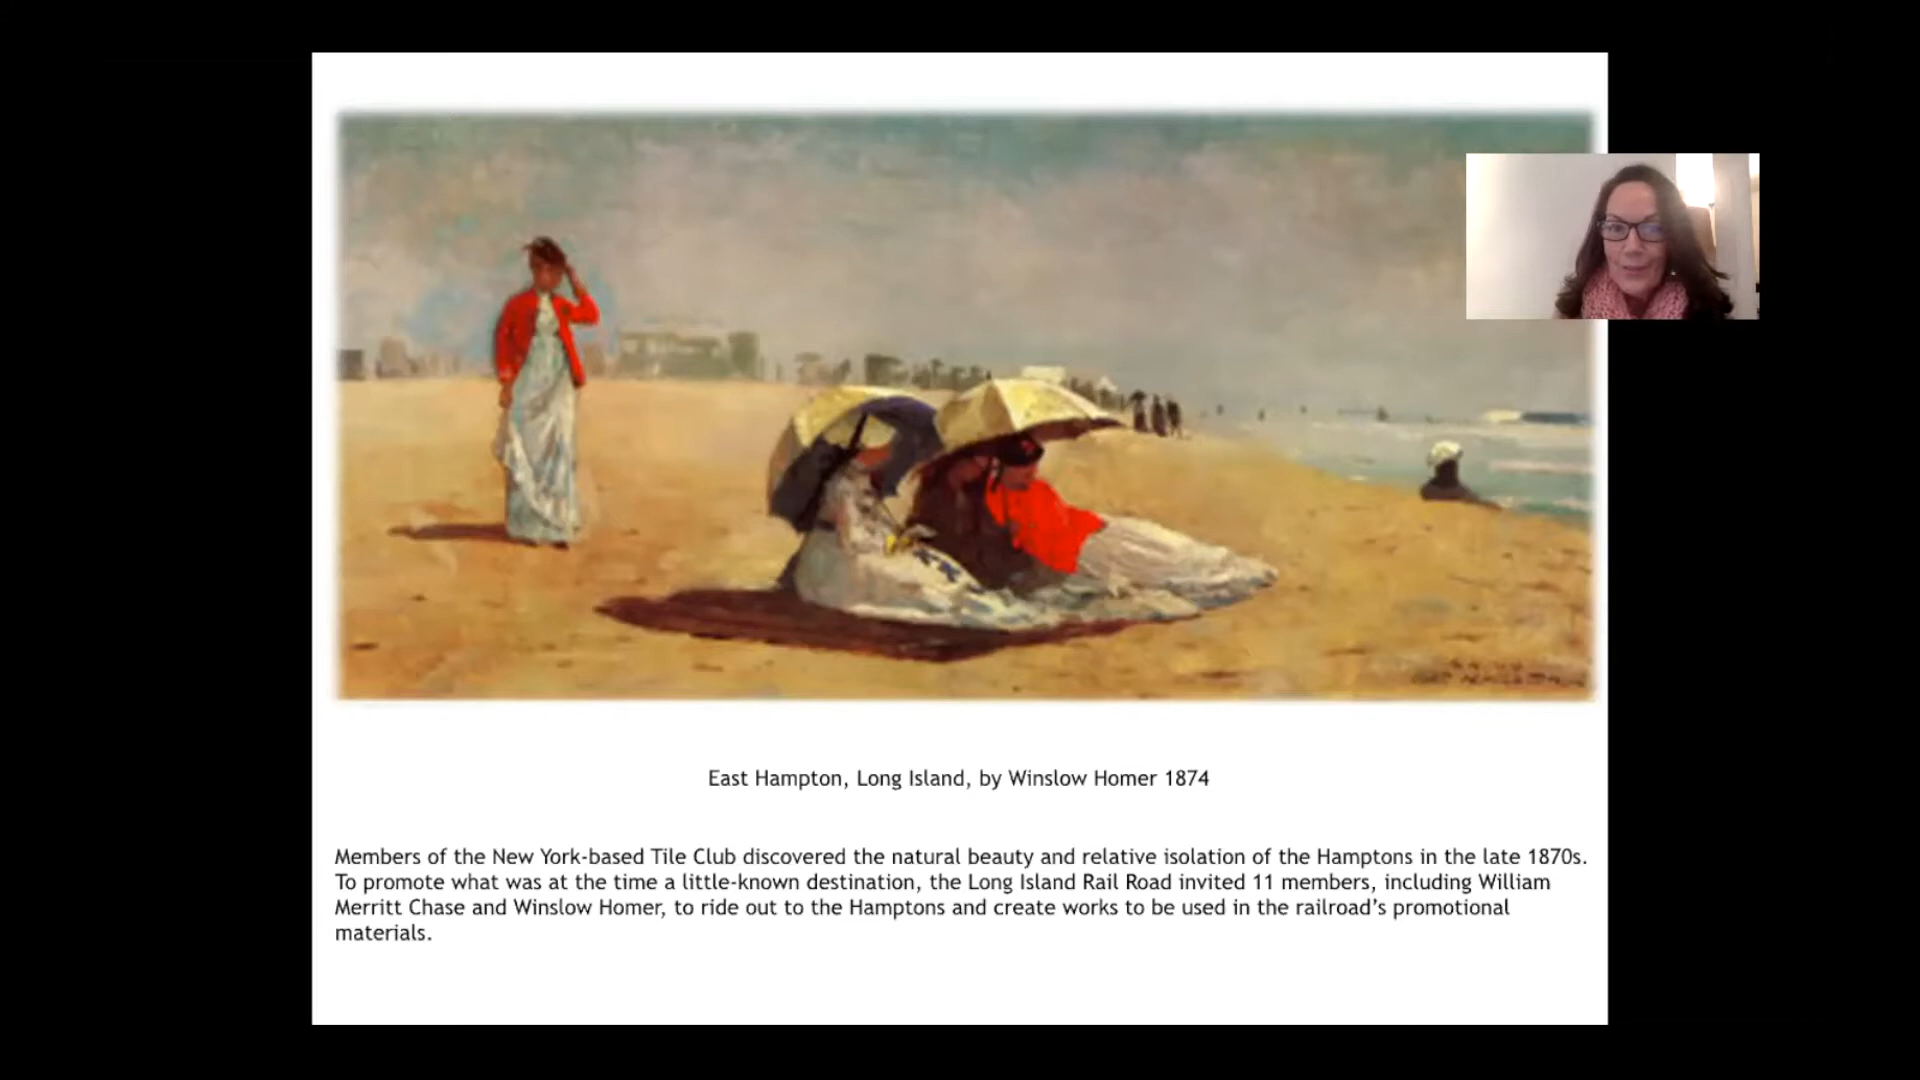 East Hampton, Long Island, by Winslow Homer 1874
Members of the New York-based Tile Club discovered the natural beauty and relative isolation of the Hamptons in the late 1870s.
To promote what was at the time a little-known destination, the Long Island Rail Road invited 11 members, including William
Merritt Chase and Winslow Homer, to ride out to the Hamptons and create works to be used in the railroad’s promotional
materials.